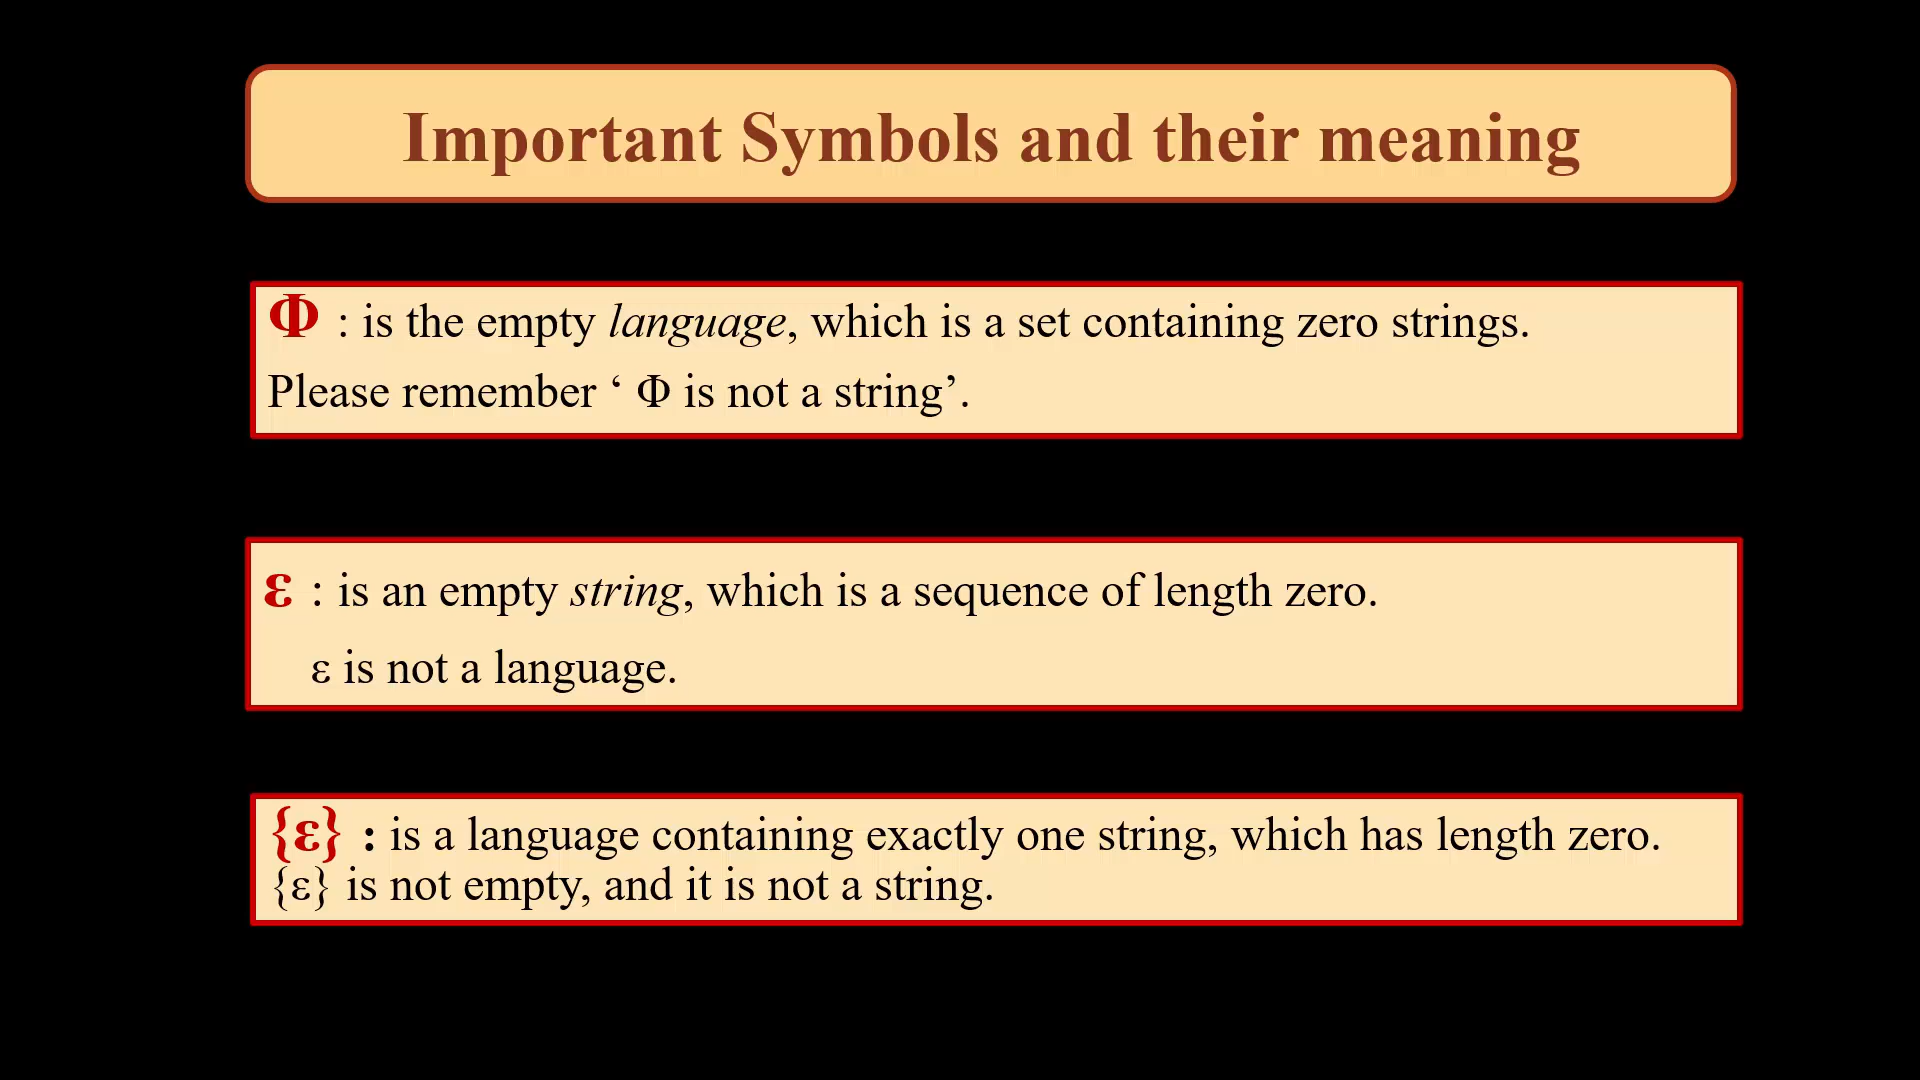 Important Symbols and their meaning
Φ : is the empty language, which is a set containing zero strings.
Please remember ‘ Φ is not a string’.
ε : is an empty string, which is a sequence of length zero.
ε is not a language.
{ε} : is a language containing exactly one string, which has length zero.
{ε} is not empty, and it is not a string.